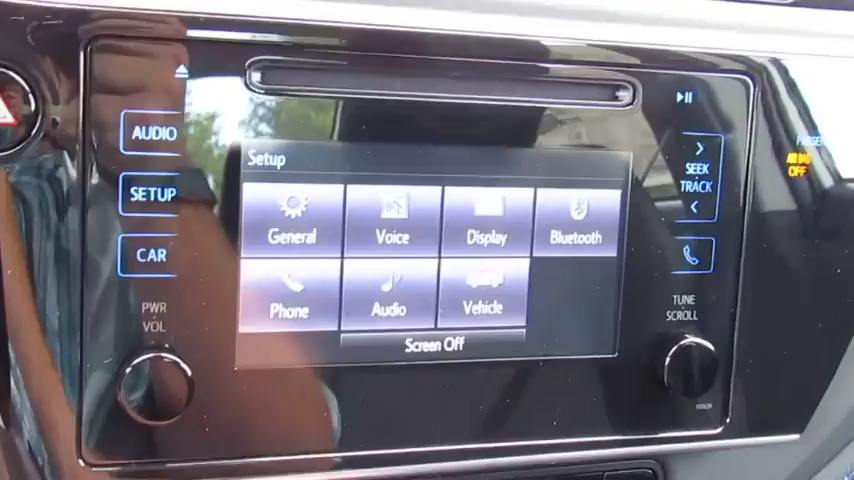 AUDIO
SETUP
CAR
PWR
VOL
Setup
General
Voice
Display
Bluetooth
Phone
Audio
Vehicle
Screen Off
SEEK
TRACK
TUNE
SCROLL
AIR BAG
OFF